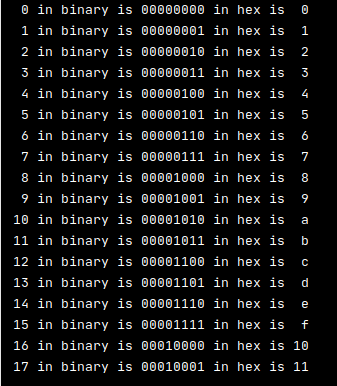 0 in binary is 00000000 in hex is  0
 1 in binary is 00000001 in hex is  1
 2 in binary is 00000010 in hex is  2
 3 in binary is 00000011 in hex is  3
 4 in binary is 00000100 in hex is  4
 5 in binary is 00000101 in hex is  5
 6 in binary is 00000110 in hex is  6
 7 in binary is 00000111 in hex is  7
 8 in binary is 00001000 in hex is  8
 9 in binary is 00001001 in hex is  9
10 in binary is 00001010 in hex is  a
11 in binary is 00001011 in hex is  b
12 in binary is 00001100 in hex is  c
13 in binary is 00001101 in hex is  d
14 in binary is 00001110 in hex is  e
15 in binary is 00001111 in hex is  f
16 in binary is 00010000 in hex is 10
17 in binary is 00010001 in hex is 11